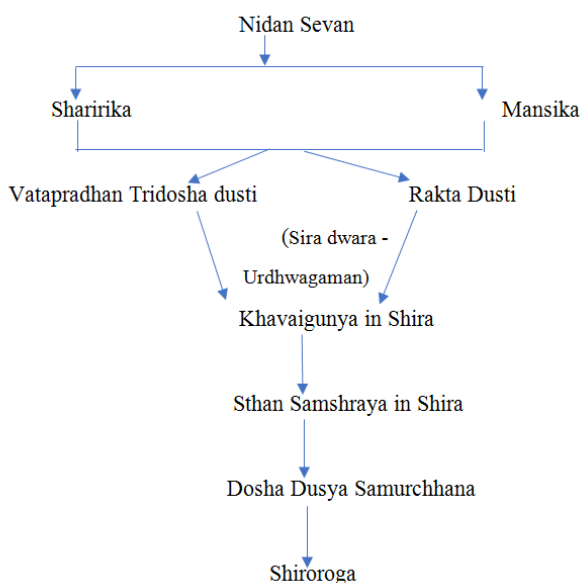 Nidan Sevan
Sharirika
Mansika
Vatapradhan Tridosha dusti
Rakta Dusti
(Sira dwara -
Urdhwagaman)
Khavaigunya in Shira
Sthan Samshraya in Shira
Dosha Dusya Samurchhana
Shiroroga